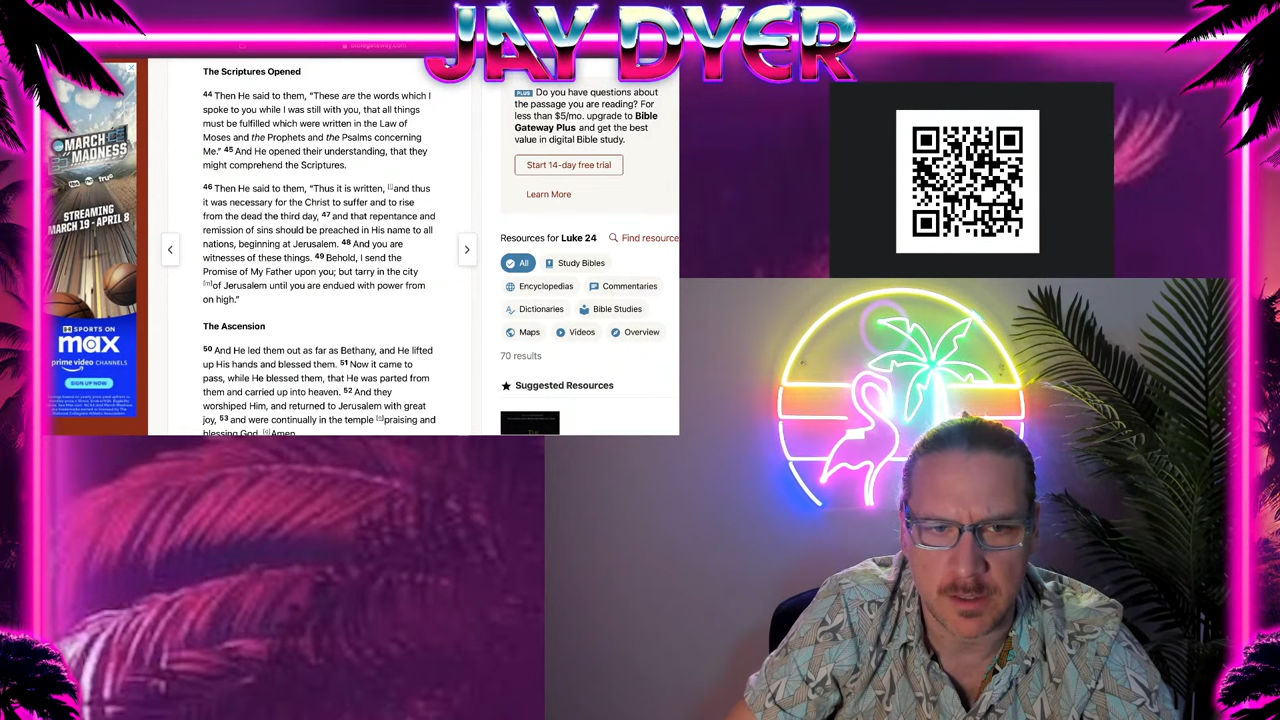 JAY DYER
biblegateway.com
The Scriptures Opened
44 Then He said to them, “These are the words which I
spoke to you while I was still with you, that all things
must be fulfilled which were written in the Law of
Moses and the Prophets and the Psalms concerning
Me.” 45 And He opened their understanding, that they
might comprehend the Scriptures.
46 Then He said to them, “Thus it is written, and thus
it was necessary for the Christ to suffer and to rise
from the dead the third day, 47 and that repentance and
remission of sins should be preached in His name to all
nations, beginning at Jerusalem. 48 And you are
witnesses of these things. 49 Behold, I send the
Promise of My Father upon you; but tarry in the city
[m]of Jerusalem until you are endued with power from
on high.”
The Ascension
50 And He led them out as far as Bethany, and He lifted
up His hands and blessed them. 51 Now it came to
pass, while He blessed them, that He was parted from
them and carried up into heaven. 52 And they
worshiped Him, and returned to Jerusalem with great
joy, 53 and were continually in the temple praising and
blessing God. Amen.
MARCH
MADNESS
tbs tnt tru
STREAMING
MARCH 19 - APRIL 8
B/R SPORTS ON
max
prime video CHANNELS
SIGN UP NOW
PLUS Do you have questions about
the passage you are reading? For
less than $5/mo. upgrade to Bible
Gateway Plus and get the best
value in digital Bible study.
Start 14-day free trial
Learn More
Resources for Luke 24
Find resource
All
Study Bibles
Encyclopedias
Commentaries
Dictionaries
Bible Studies
Maps
Videos
Overview
70 results
Suggested Resources